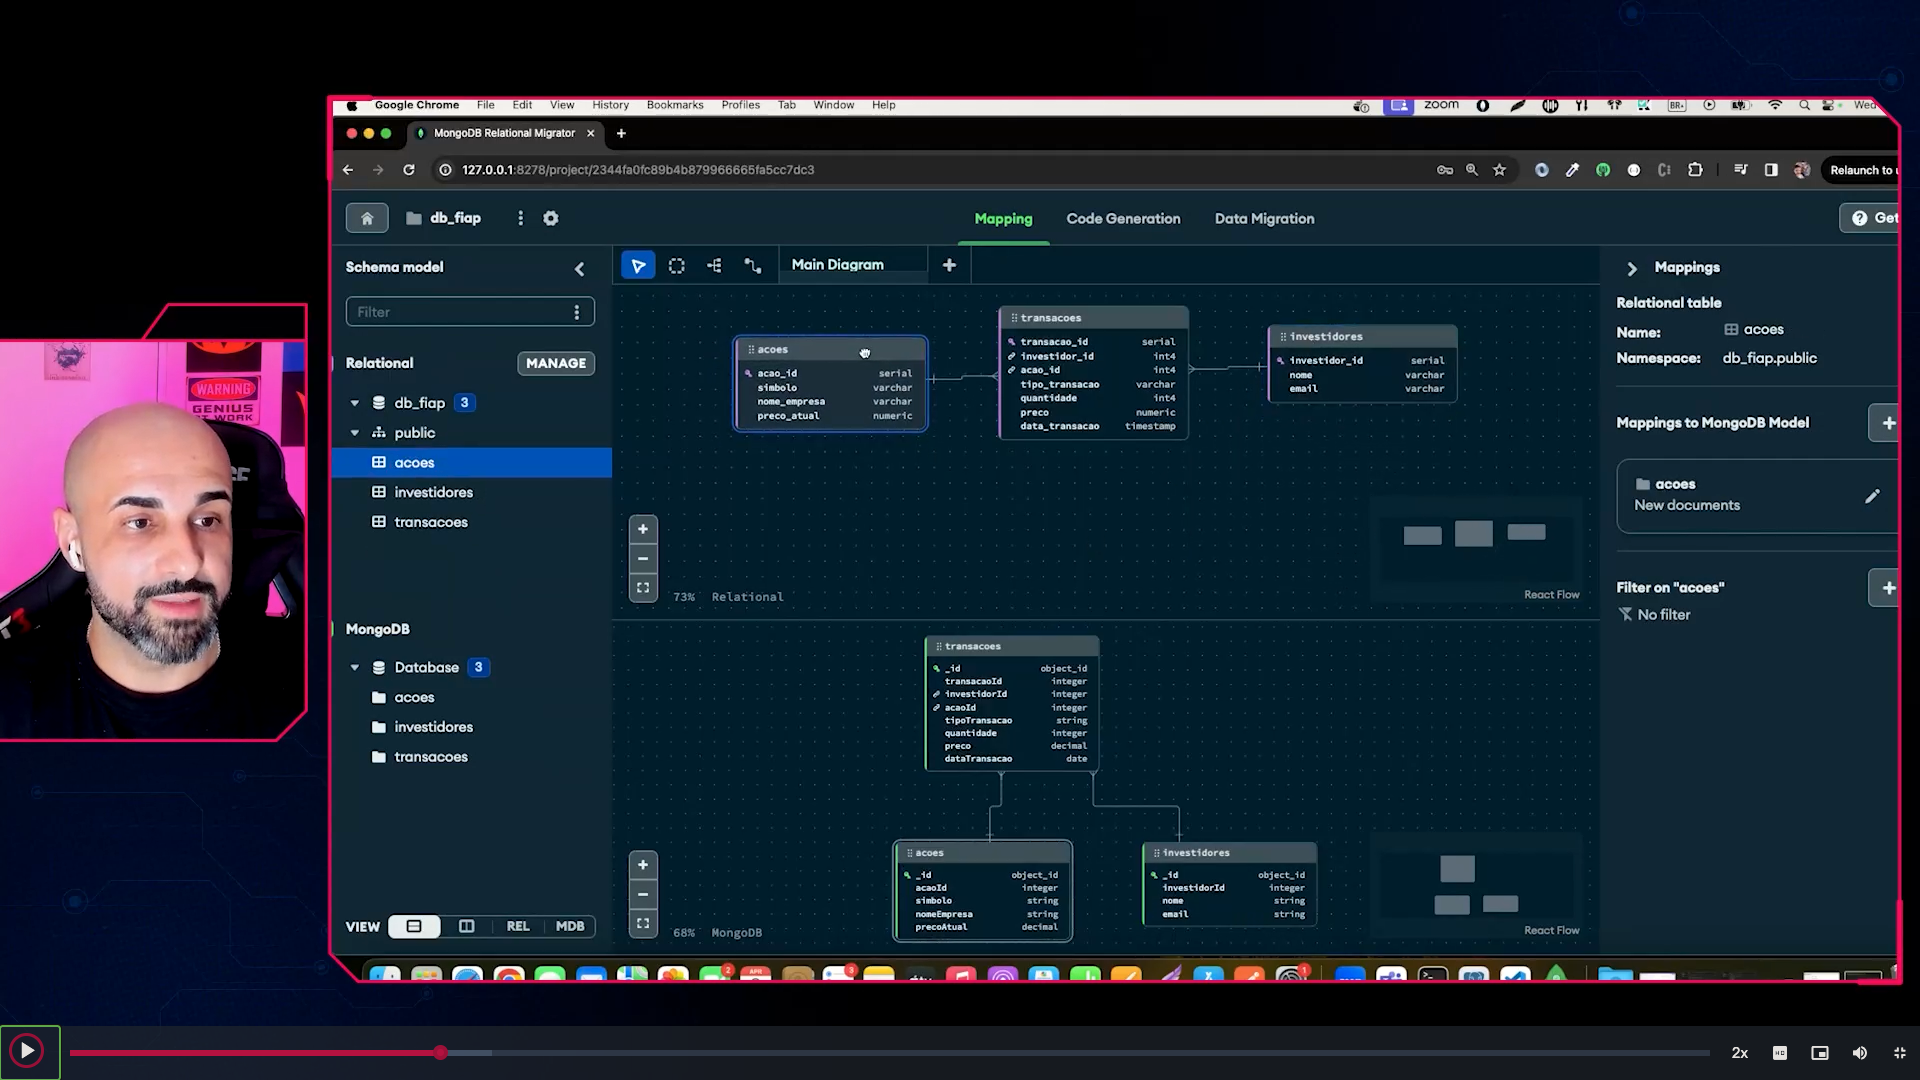 Google Chrome File Edit View History Bookmarks Profiles Tab Window Help zoom BR+ Wed
MongoDB Relational Migrator
127.0.0.1:8278/project/2344fa0fc89b4b879966665fa5cc7dc3
Relaunch to u
db_fiap
Mapping Code Generation Data Migration
Get
Schema model
Filter
Relational MANAGE
db_fiap 3
public
acoes
investidores
transacoes
MongoDB
Database 3
acoes
investidores
transacoes
VIEW REL MDB
Main Diagram
acoes
acao_id serial
simbolo varchar
nome_empresa varchar
preco_atual numeric
transacoes
transacao_id serial
investidor_id int4
acao_id int4
tipo_transacao varchar
quantidade int4
preco numeric
data_transacao timestamp
investidores
investidor_id serial
nome varchar
email varchar
73% Relational
React Flow
transacoes
_id object_id
transacaoId integer
investidorId integer
acaoId integer
tipoTransacao string
quantidade integer
preco decimal
dataTransacao date
acoes
_id object_id
acaoId integer
simbolo string
nomeEmpresa string
precoAtual decimal
investidores
_id object_id
investidorId integer
nome string
email string
68% MongoDB
React Flow
Mappings
Relational table
Name: acoes
Namespace: db_fiap.public
Mappings to MongoDB Model
acoes
New documents
Filter on "acoes"
No filter
WARNING
GENIUS
AT WORK
2x